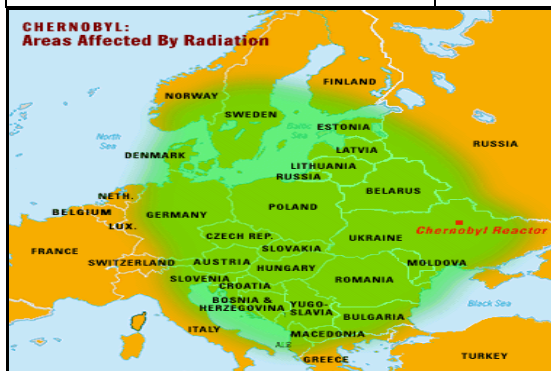 CHERNOBYL:
Areas Affected By Radiation
FINLAND
NORWAY
SWEDEN
Baltic
Sea
ESTONIA
North
Sea
RUSSIA
LATVIA
DENMARK
LITHUANIA
RUSSIA
BELARUS
NETH.
BELGIUM
GERMANY
POLAND
LUX.
CZECH REP.
UKRAINE
Chernobyl Reactor
SLOVAKIA
FRANCE
SWITZERLAND
AUSTRIA
HUNGARY
MOLDOVA
SLOVENIA
CROATIA
ROMANIA
BOSNIA &
HERZEGOVINA
YUGO-
SLAVIA
Black Sea
BULGARIA
ITALY
MACEDONIA
ALB.
GREECE
TURKEY